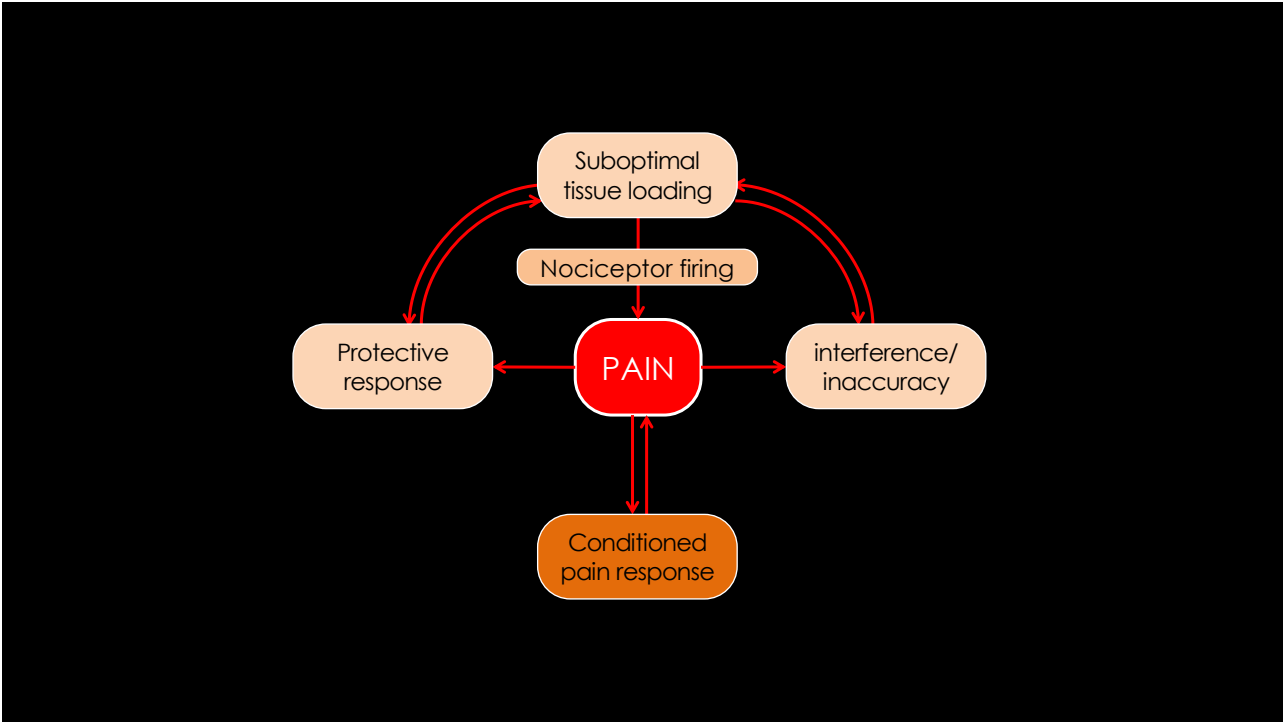 Suboptimal
tissue loading
Nociceptor firing
Protective
response
PAIN
interference/
inaccuracy
Conditioned
pain response